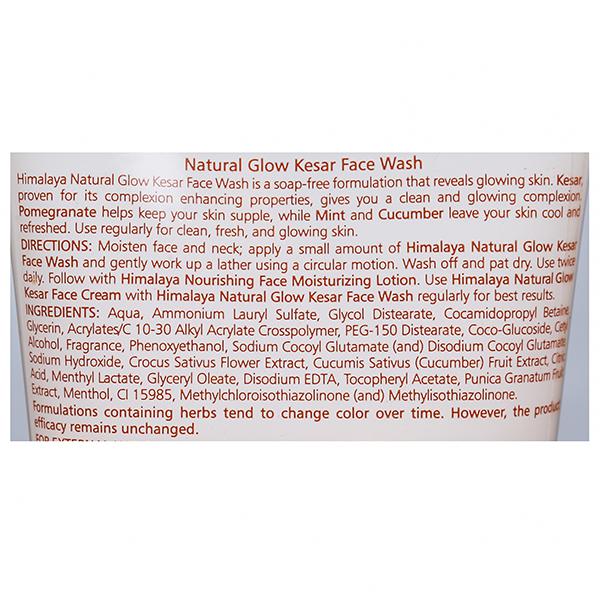 Natural Glow Kesar Face Wash
Himalaya Natural Glow Kesar Face Wash is a soap-free formulation that reveals glowing skin. Kesar,
proven for its complexion enhancing properties, gives you a clean and glowing complexion.
Pomegranate helps keep your skin supple, while Mint and Cucumber leave your skin cool and
refreshed. Use regularly for clean, fresh, and glowing skin.
DIRECTIONS: Moisten face and neck; apply a small amount of Himalaya Natural Glow Kesar
Face Wash and gently work up a lather using a circular motion. Wash off and pat dry. Use twice
daily. Follow with Himalaya Nourishing Face Moisturizing Lotion. Use Himalaya Natural Glow
Kesar Face Cream with Himalaya Natural Glow Kesar Face Wash regularly for best results.
INGREDIENTS: Aqua, Ammonium Lauryl Sulfate, Glycol Distearate, Cocamidopropyl Betaine,
Glycerin, Acrylates/C 10-30 Alkyl Acrylate Crosspolymer, PEG-150 Distearate, Coco-Glucoside, Cetyl
Alcohol, Fragrance, Phenoxyethanol, Sodium Cocoyl Glutamate (and) Disodium Cocoyl Glutamate,
Sodium Hydroxide, Crocus Sativus Flower Extract, Cucumis Sativus (Cucumber) Fruit Extract, Citric
Acid, Menthyl Lactate, Glyceryl Oleate, Disodium EDTA, Tocopheryl Acetate, Punica Granatum Fruit
Extract, Menthol, CI 15985, Methylchloroisothiazolinone (and) Methylisothiazolinone.
Formulations containing herbs tend to change color over time. However, the product
efficacy remains unchanged.